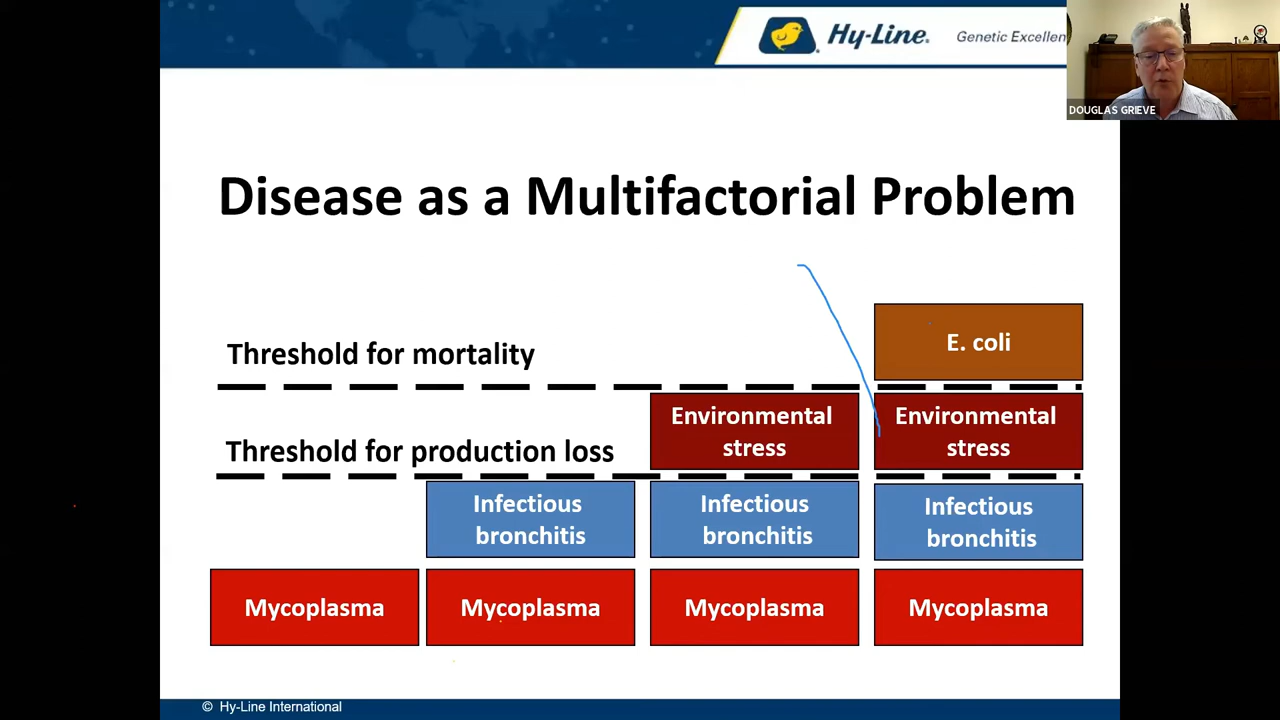 Hy-Line.
Genetic Excellen
DOUGLAS GRIEVE
Disease as a Multifactorial Problem
Threshold for mortality
E. coli
Threshold for production loss
Environmental
stress
Environmental
stress
Infectious
bronchitis
Infectious
bronchitis
Infectious
bronchitis
Mycoplasma
Mycoplasma
Mycoplasma
Mycoplasma
© Hy-Line International